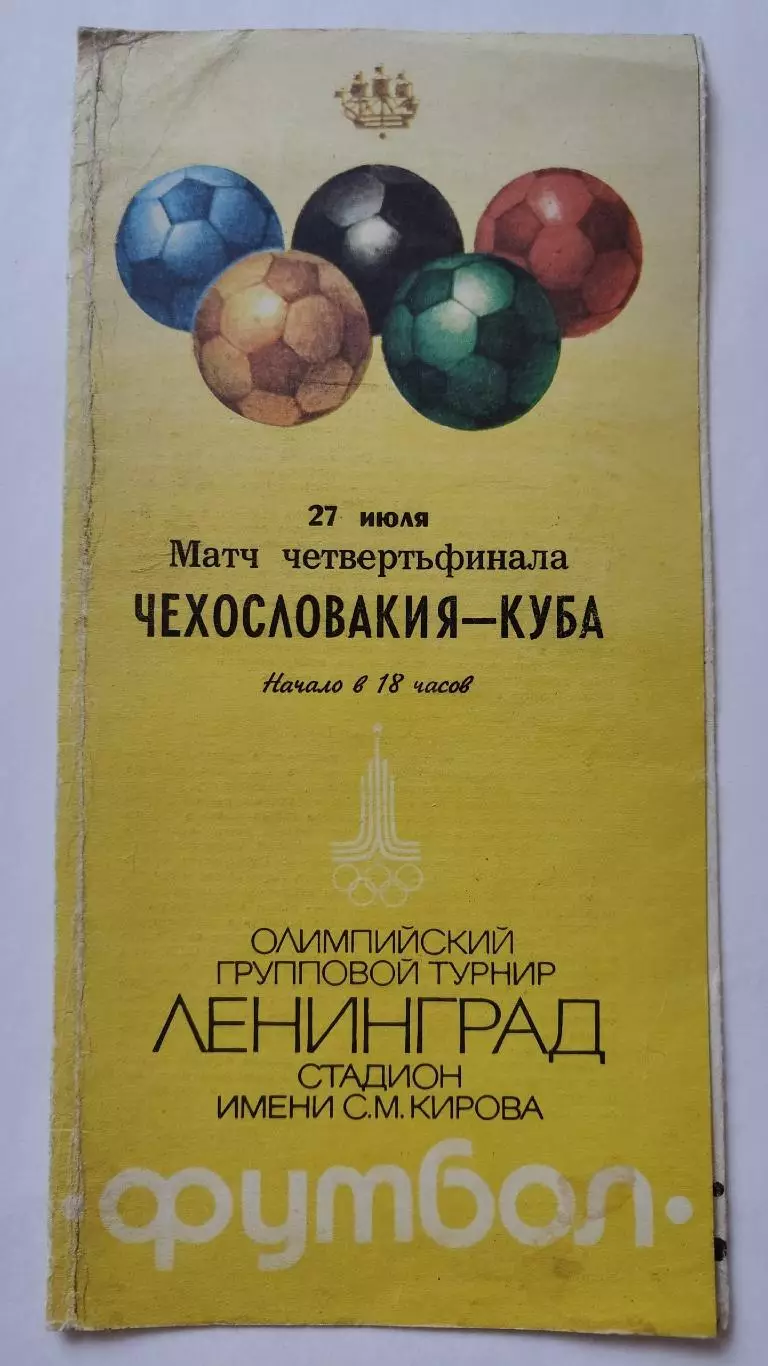 27 июля
Матч четвертьфинала
ЧЕХОСЛОВАКИЯ—КУБА
Начало в 18 часов
ОЛИМПИЙСКИЙ
ГРУППОВОЙ ТУРНИР
ЛЕНИНГРАД
СТАДИОН
ИМЕНИ С.М.КИРОВА
•футбол•